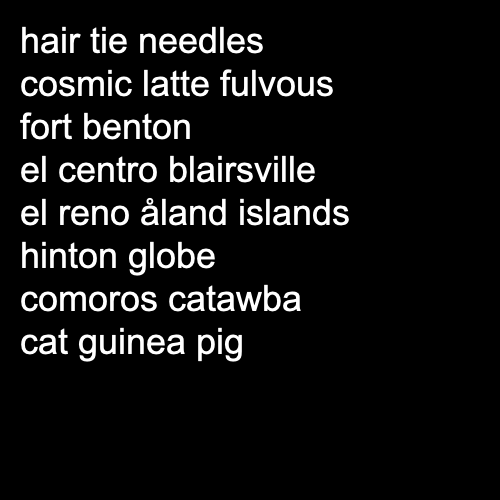 hair tie needles
cosmic latte fulvous
fort benton
el centro blairsville
el reno åland islands
hinton globe
comoros catawba
cat guinea pig